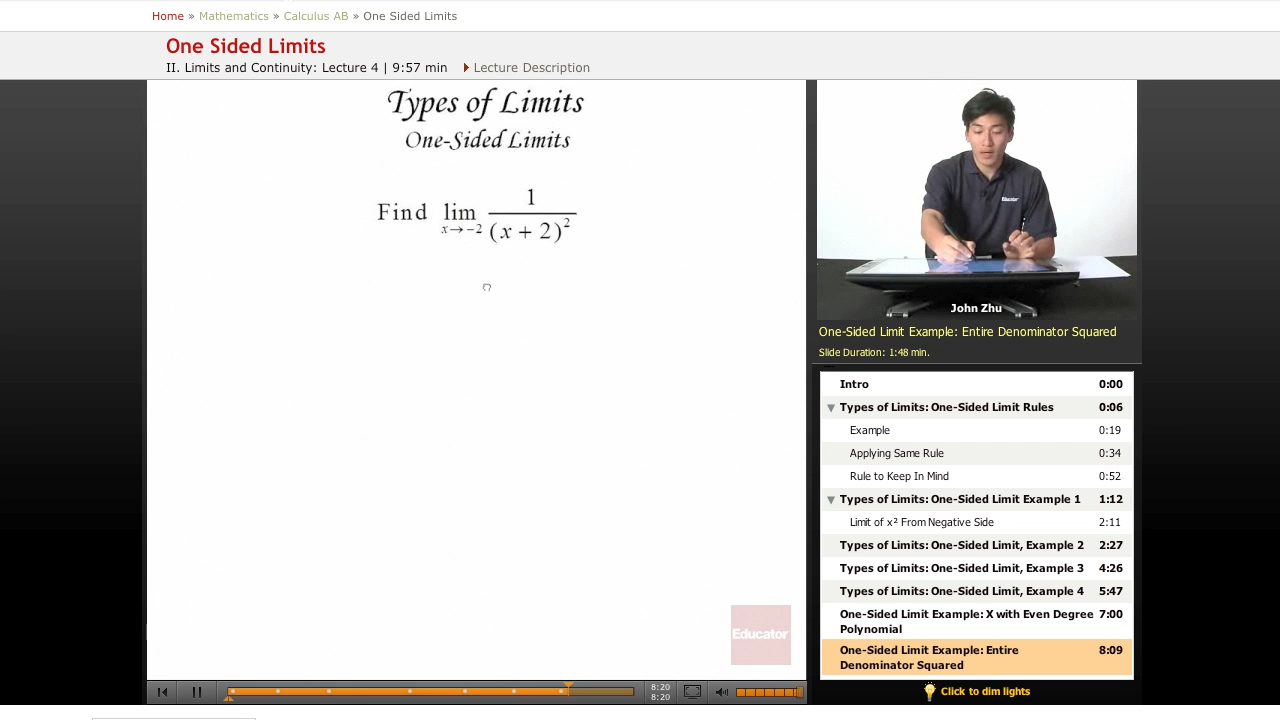 Home » Mathematics » Calculus AB » One Sided Limits
One Sided Limits
II. Limits and Continuity: Lecture 4 | 9:57 min Lecture Description
Types of Limits
One-Sided Limits
Find lim x→-2 1/(x + 2)²
Educator
Educator
John Zhu
One-Sided Limit Example: Entire Denominator Squared
Slide Duration: 1:48 min.
Intro 0:00
Types of Limits: One-Sided Limit Rules 0:06
Example 0:19
Applying Same Rule 0:34
Rule to Keep In Mind 0:52
Types of Limits: One-Sided Limit Example 1 1:12
Limit of x² From Negative Side 2:11
Types of Limits: One-Sided Limit, Example 2 2:27
Types of Limits: One-Sided Limit, Example 3 4:26
Types of Limits: One-Sided Limit, Example 4 5:47
One-Sided Limit Example: X with Even Degree 7:00
Polynomial
One-Sided Limit Example: Entire 8:09
Denominator Squared
8:20
8:20
Click to dim lights